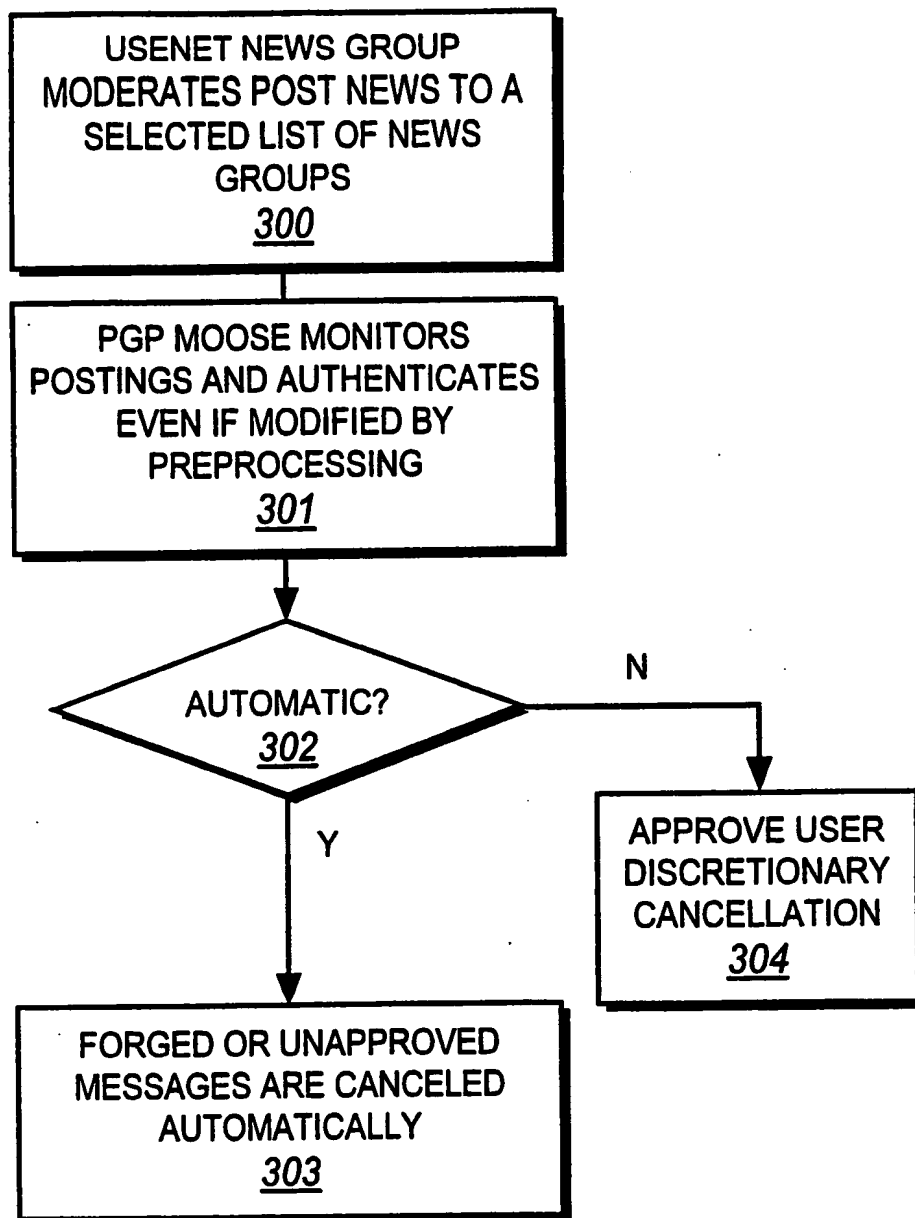 USENET NEWS GROUP
MODERATES POST NEWS TO A
SELECTED LIST OF NEWS
GROUPS
300
PGP MOOSE MONITORS
POSTINGS AND AUTHENTICATES
EVEN IF MODIFIED BY
PREPROCESSING
301
AUTOMATIC?
302
N
Y
APPROVE USER
DISCRETIONARY
CANCELLATION
304
FORGED OR UNAPPROVED
MESSAGES ARE CANCELED
AUTOMATICALLY
303